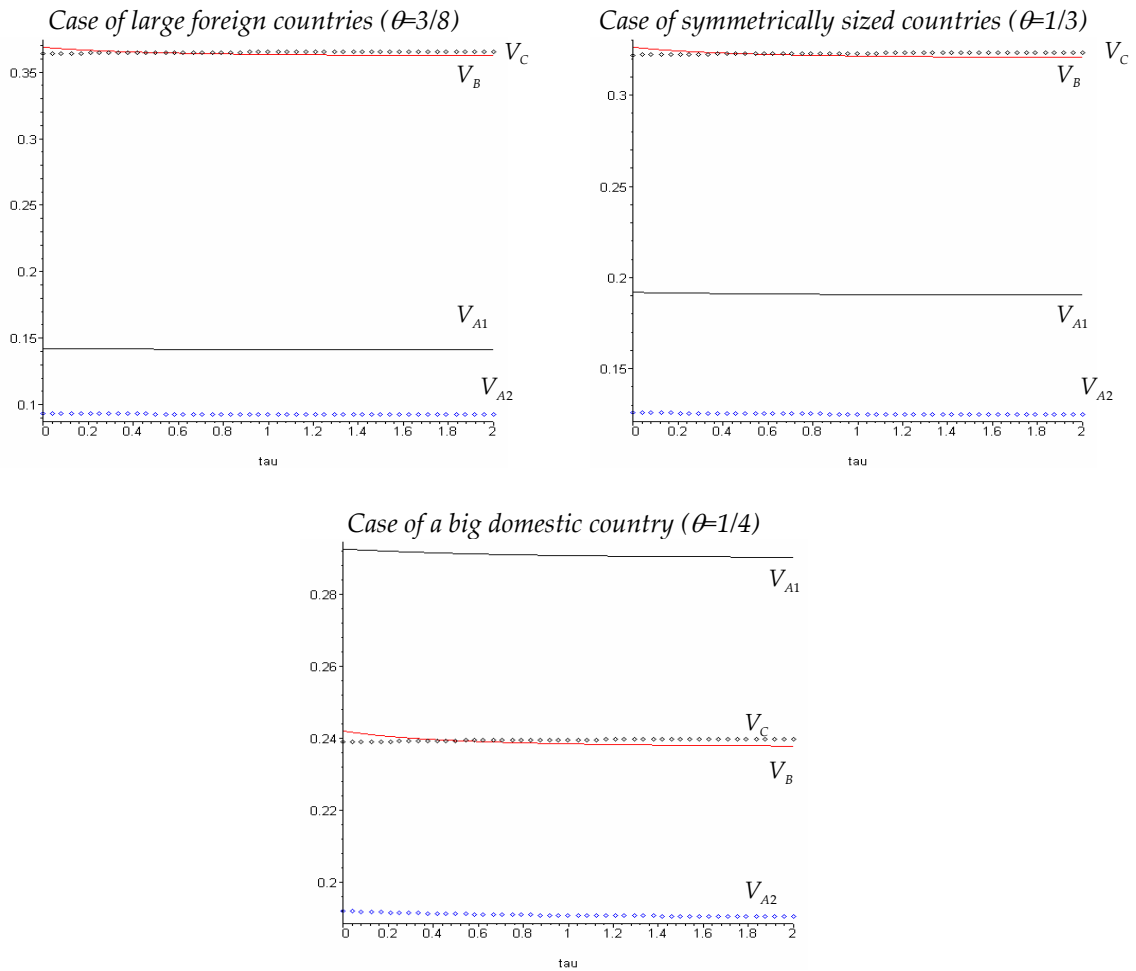 Case of large foreign countries (θ=3/8)
0.35
0.3
0.25
0.2
0.15
0.1
0 0.2 0.4 0.6 0.8 1 1.2 1.4 1.6 1.8 2
tau
V_C
V_B
V_A1
V_A2
Case of symmetrically sized countries (θ=1/3)
0.3
0.25
0.2
0.15
0 0.2 0.4 0.6 0.8 1 1.2 1.4 1.6 1.8 2
tau
V_C
V_B
V_A1
V_A2
Case of a big domestic country (θ=1/4)
0.28
0.26
0.24
0.22
0.2
0 0.2 0.4 0.6 0.8 1 1.2 1.4 1.6 1.8 2
tau
V_A1
V_C
V_B
V_A2